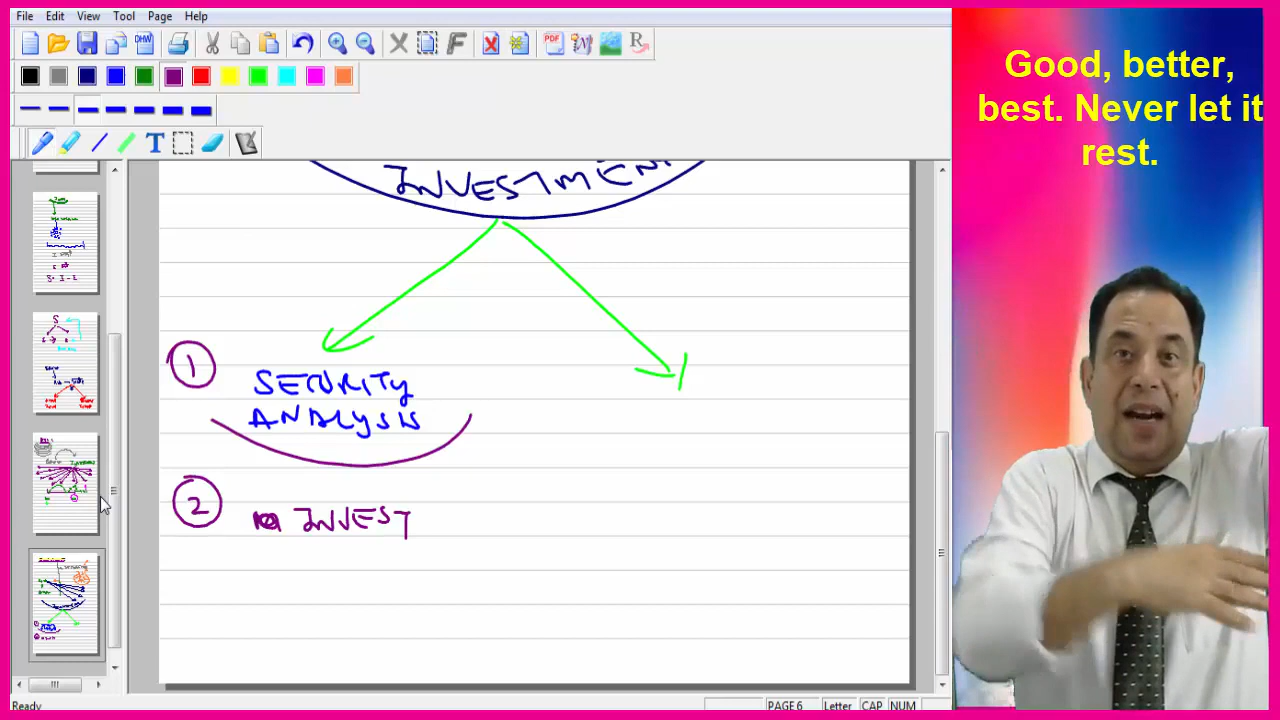 File Edit View Tool Page Help
Good, better,
best. Never let it
rest.
INVESTMENT
1
SECURITY
ANALYSIS
2
INVEST
Ready
PAGE 6 Letter CAP NUM